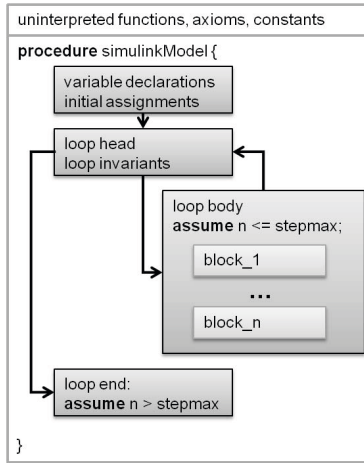 uninterpreted functions, axioms, constants
procedure simulinkModel {
variable declarations
initial assignments
loop head
loop invariants
loop body
assume n <= stepmax;
block_1
...
block_n
loop end:
assume n > stepmax
}